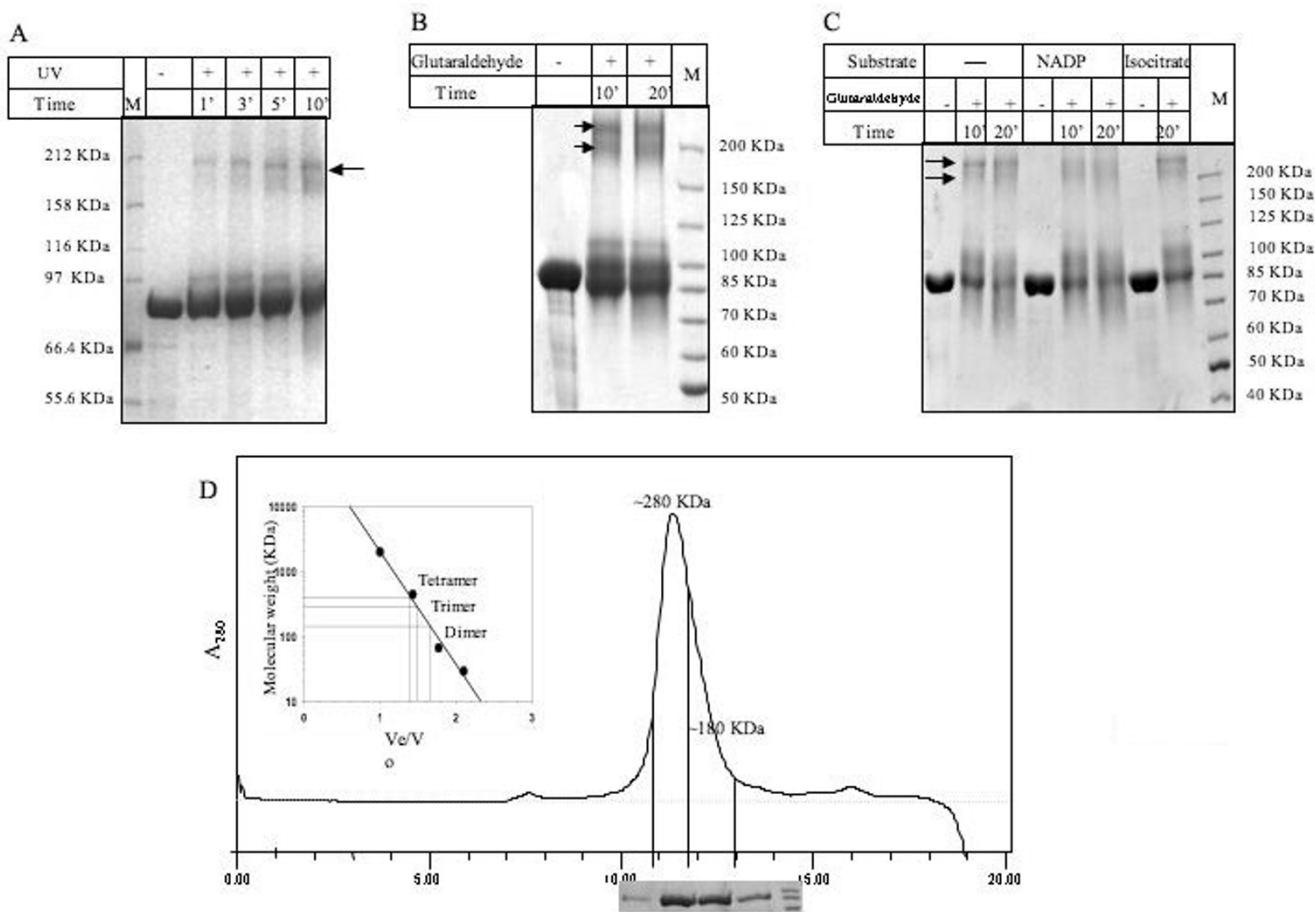 A
UV - + + + +
Time M 1' 3' 5' 10'
212 KDa
158 KDa
116 KDa
97 KDa
66.4 KDa
55.6 KDa
B
Glutaraldehyde - + + M
Time 10' 20'
200 KDa
150 KDa
125 KDa
100 KDa
85 KDa
70 KDa
60 KDa
50 KDa
C
Substrate — NADP Isocitrate M
Glutaraldehyde - + + - + + - +
Time 10' 20' 10' 20' 20'
200 KDa
150 KDa
125 KDa
100 KDa
85 KDa
70 KDa
60 KDa
50 KDa
40 KDa
D
A280
~280 KDa
~180 KDa
Molecular weight (KDa)
10000
1000
100
10
Tetramer
Trimer
Dimer
0 1 2 3
Ve/V
o
0.00 5.00 10.00 15.00 20.00